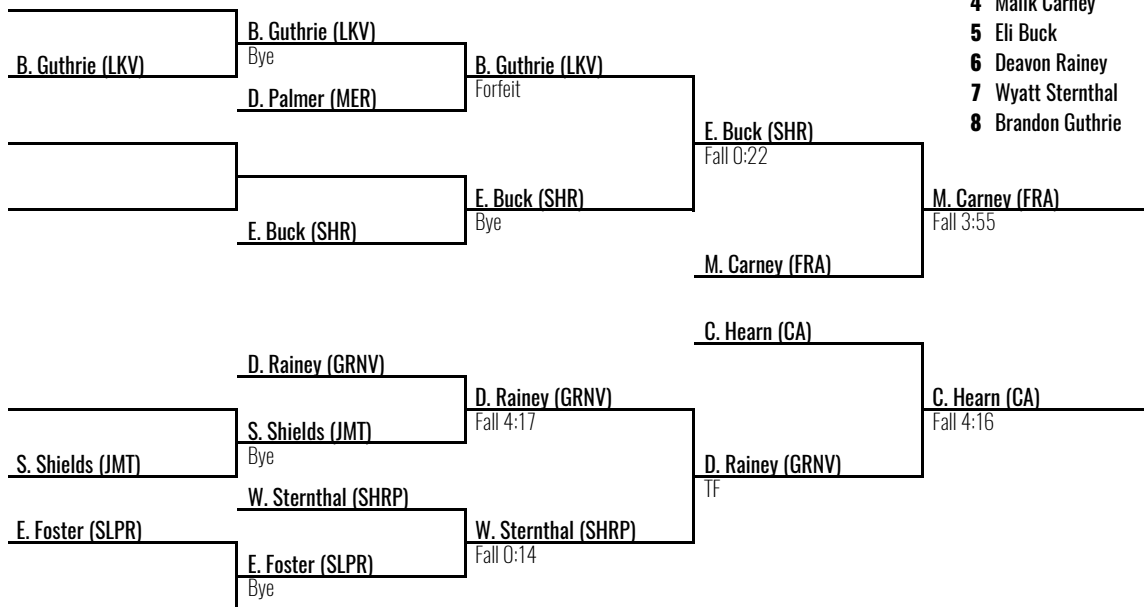 4 Malik Carney
B. Guthrie (LKV)
Bye
5 Eli Buck
B. Guthrie (LKV)
B. Guthrie (LKV)
Forfeit
6 Deavon Rainey
D. Palmer (MER)
7 Wyatt Sternthal
8 Brandon Guthrie
E. Buck (SHR)
Fall 0:22
E. Buck (SHR)
Bye
M. Carney (FRA)
Fall 3:55
E. Buck (SHR)
M. Carney (FRA)
C. Hearn (CA)
D. Rainey (GRNV)
D. Rainey (GRNV)
Fall 4:17
C. Hearn (CA)
Fall 4:16
S. Shields (JMT)
Bye
S. Shields (JMT)
D. Rainey (GRNV)
TF
W. Sternthal (SHRP)
E. Foster (SLPR)
W. Sternthal (SHRP)
Fall 0:14
E. Foster (SLPR)
Bye